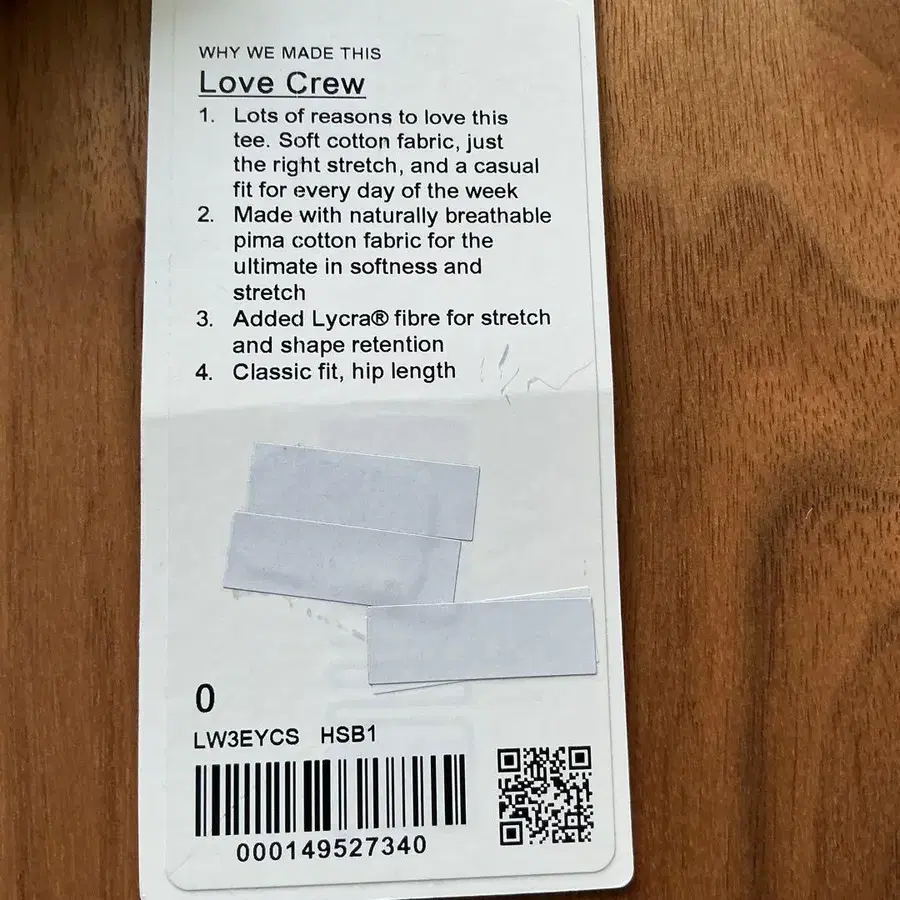 WHY WE MADE THIS
Love Crew
1. Lots of reasons to love this
tee. Soft cotton fabric, just
the right stretch, and a casual
fit for every day of the week
2. Made with naturally breathable
pima cotton fabric for the
ultimate in softness and
stretch
3. Added Lycra® fibre for stretch
and shape retention
4. Classic fit, hip length
0
LW3EYCS HSB1
000149527340